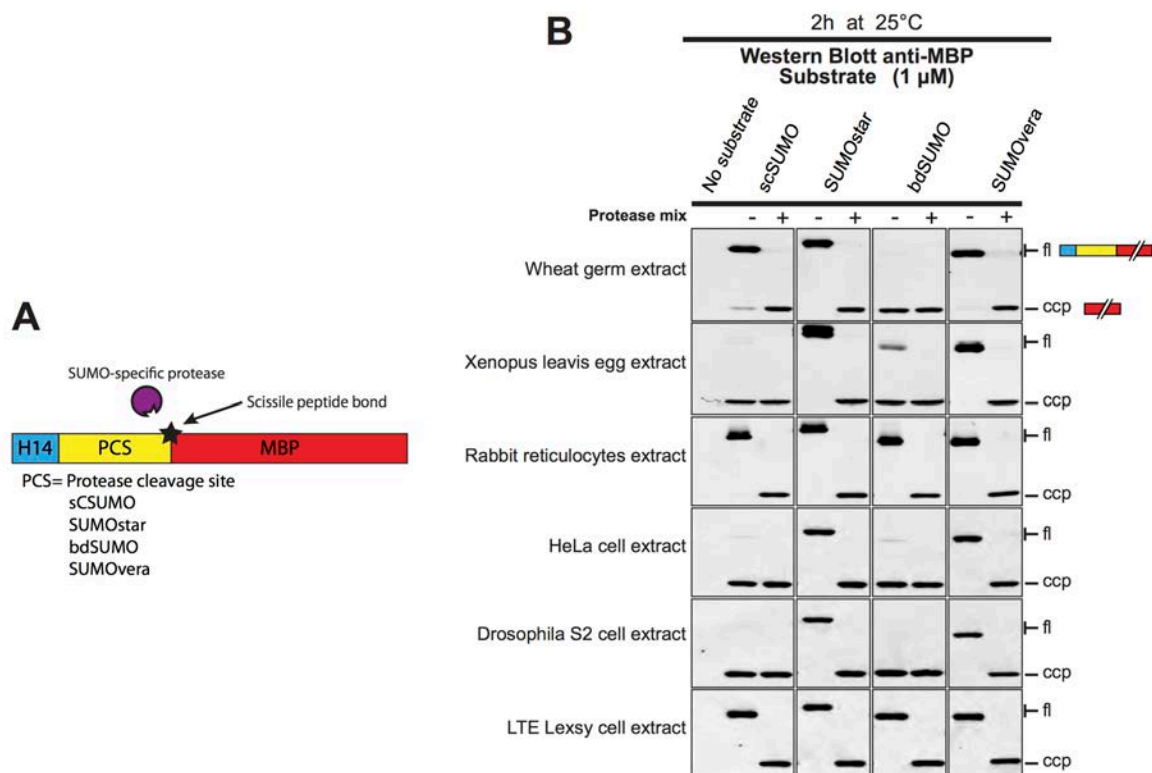 A
SUMO-specific protease
Scissile peptide bond
H14 PCS MBP
PCS= Protease cleavage site
sCSUMO
SUMOstar
bdSUMO
SUMOvera
B
2h at 25°C
Western Blott anti-MBP
Substrate (1 µM)
No substrate
scSUMO
SUMOstar
bdSUMO
SUMOvera
Protease mix - + - + - + - +
Wheat germ extract
fl
ccp
Xenopus leavis egg extract
fl
ccp
Rabbit reticulocytes extract
fl
ccp
HeLa cell extract
fl
ccp
Drosophila S2 cell extract
fl
ccp
LTE Lexsy cell extract
fl
ccp